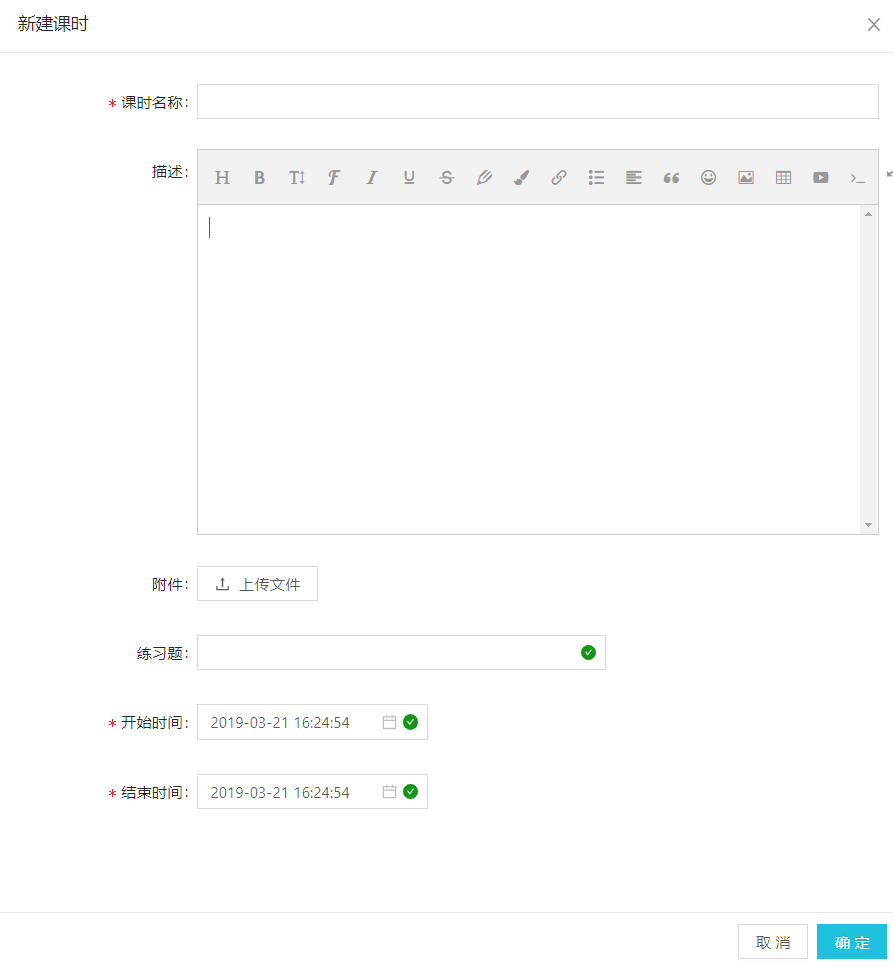 新建课时
* 课时名称:
描述:
附件: 上传文件
练习题:
* 开始时间: 2019-03-21 16:24:54
* 结束时间: 2019-03-21 16:24:54
取 消 确 定